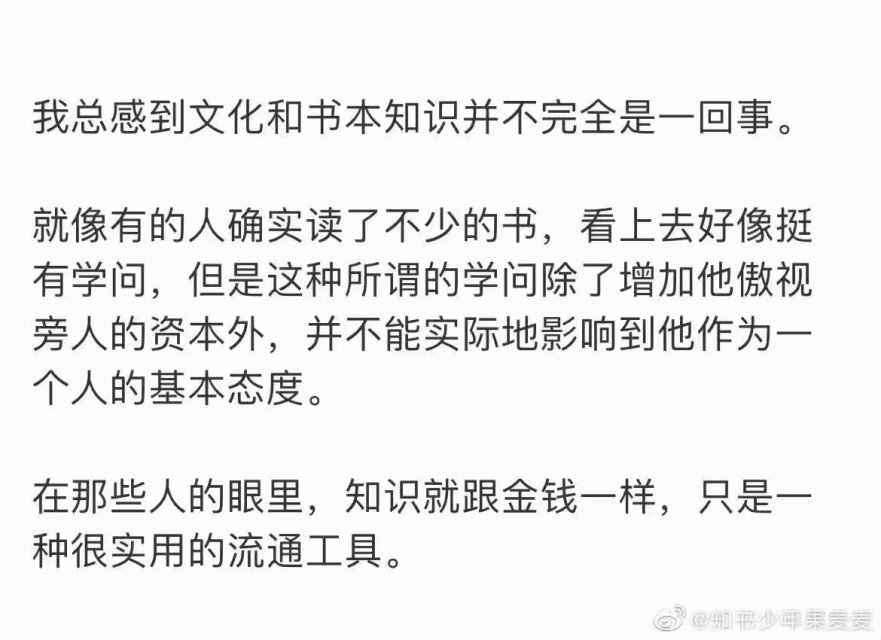 我总感到文化和书本知识并不完全是一回事。
就像有的人确实读了不少的书，看上去好像挺
有学问，但是这种所谓的学问除了增加他傲视
旁人的资本外，并不能实际地影响到他作为一
个人的基本态度。
在那些人的眼里，知识就跟金钱一样，只是一
种很实用的流通工具。
@知书少年果麦麦